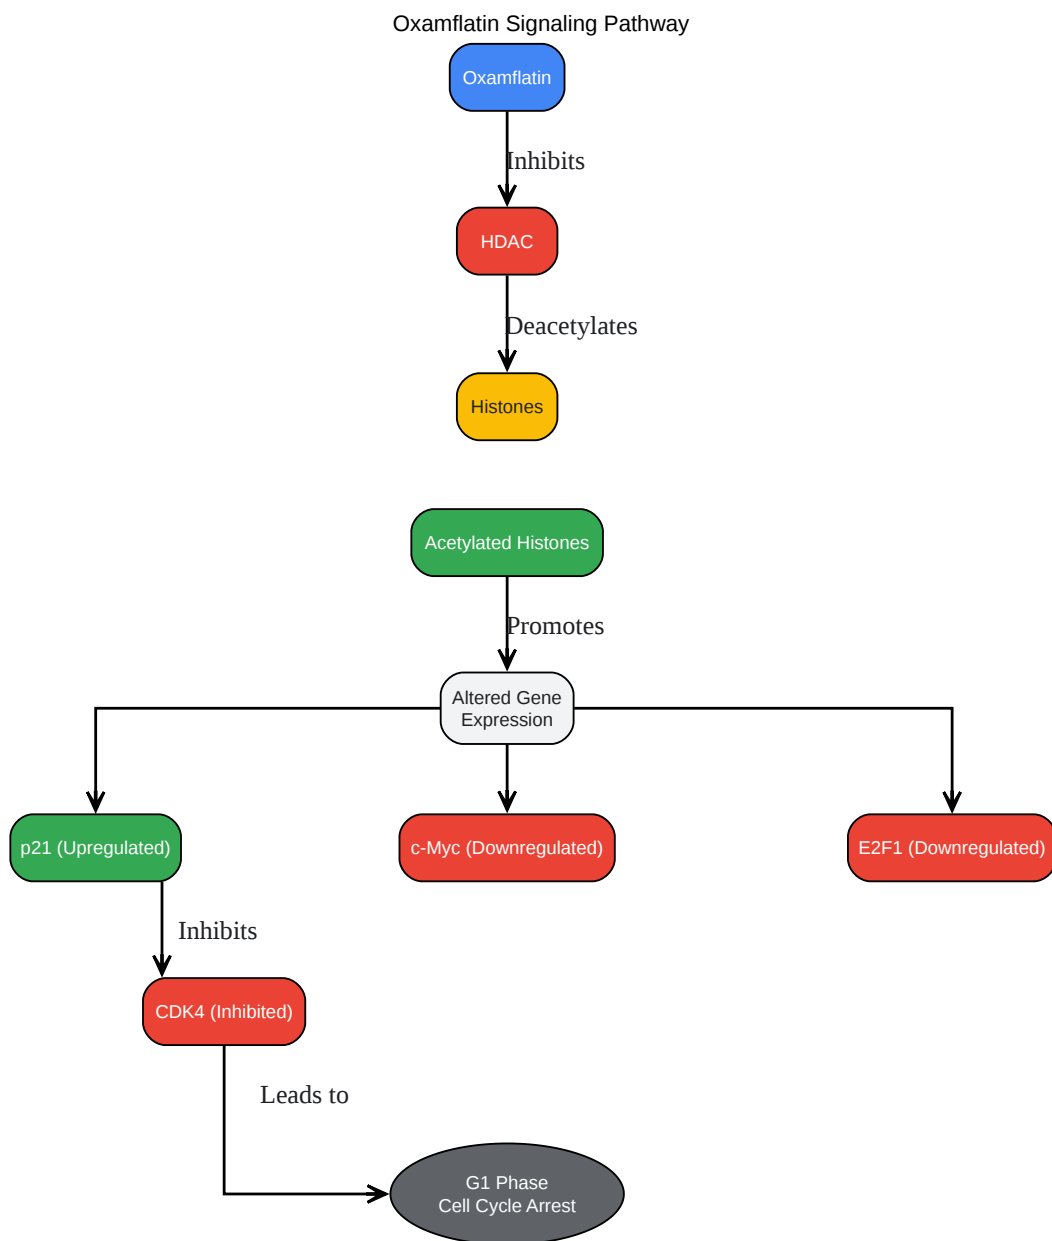 Oxamflatin Signaling Pathway
Oxamflatin
Inhibits
HDAC
Deacetylates
Histones
Acetylated Histones
Promotes
Altered Gene
Expression
p21 (Upregulated)
c-Myc (Downregulated)
E2F1 (Downregulated)
Inhibits
CDK4 (Inhibited)
Leads to
G1 Phase
Cell Cycle Arrest